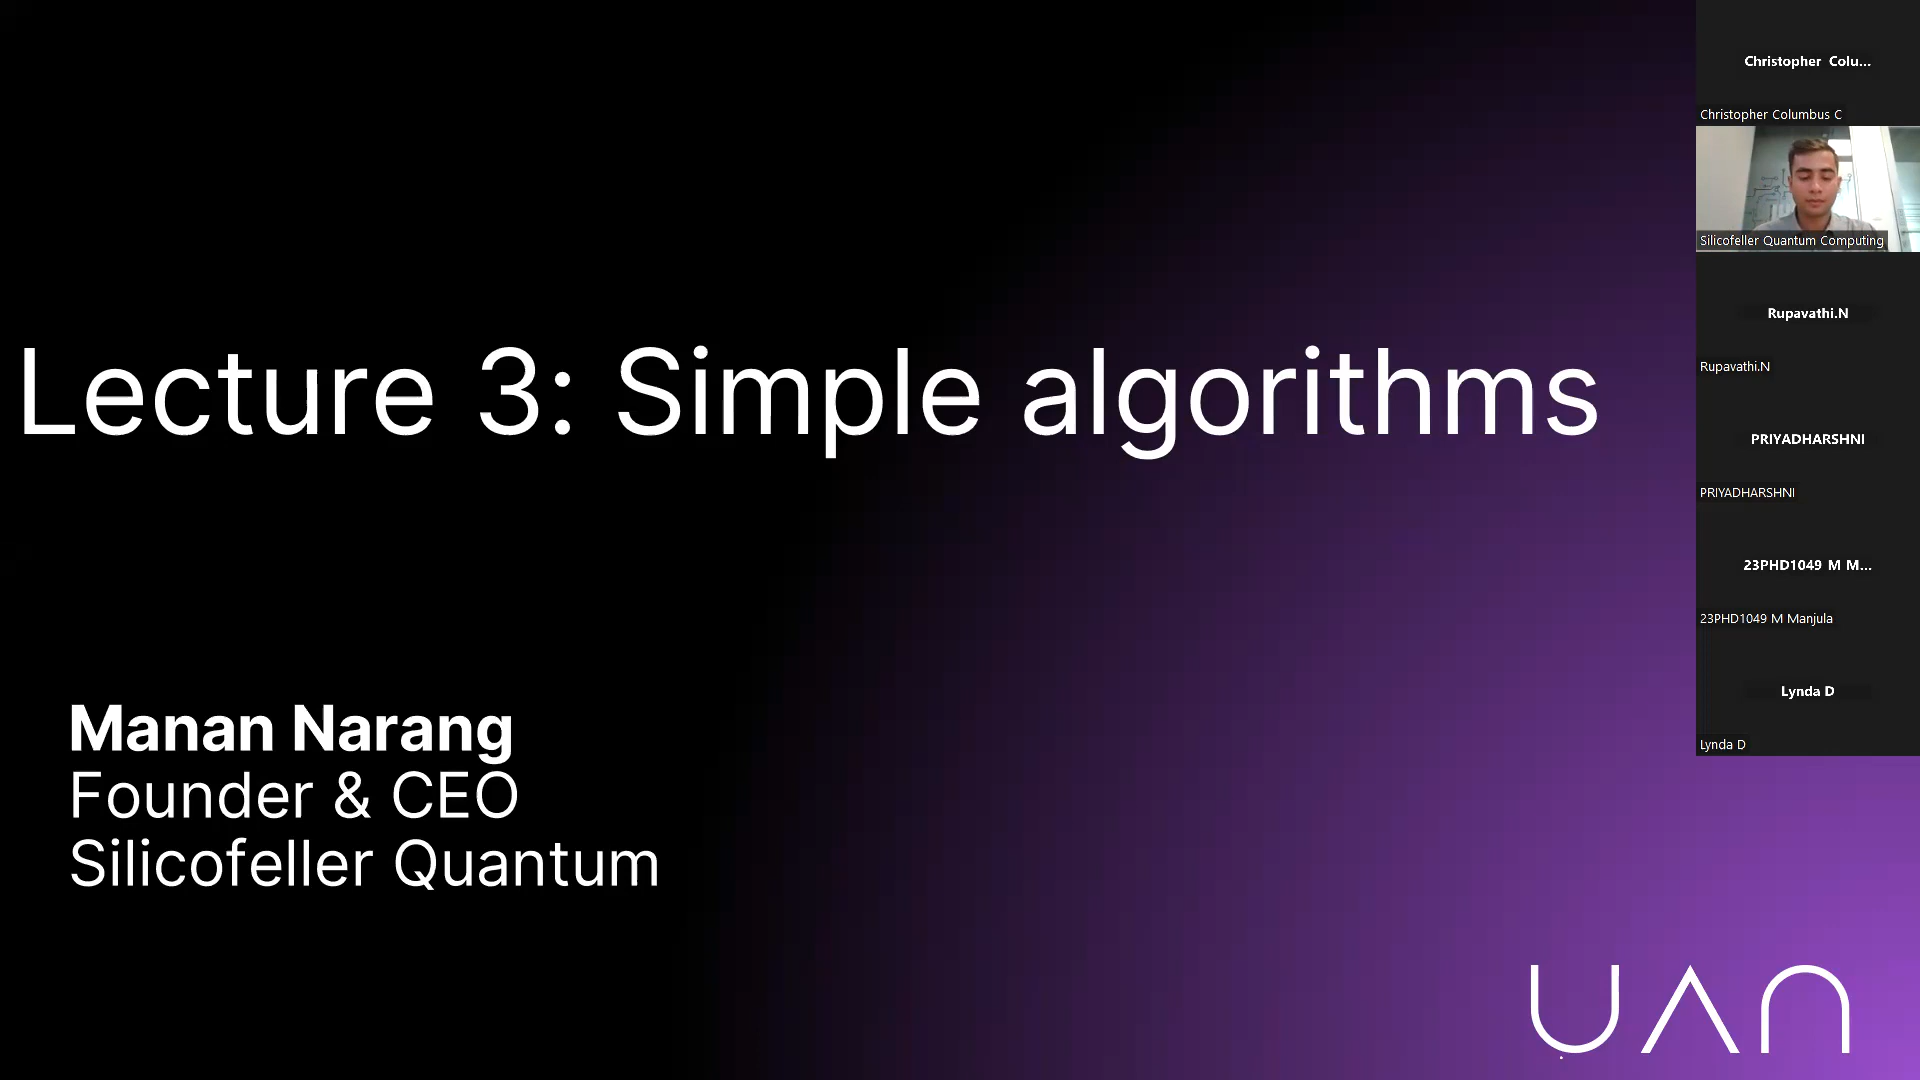 Lecture 3: Simple algorithms
Manan Narang
Founder & CEO
Silicofeller Quantum
Christopher Colu...
Christopher Columbus C
Silicofeller Quantum Computing
Rupavathi.N
Rupavathi.N
PRIYADHARSHNI
PRIYADHARSHNI
23PHD1049 M M...
23PHD1049 M Manjula
Lynda D
Lynda D